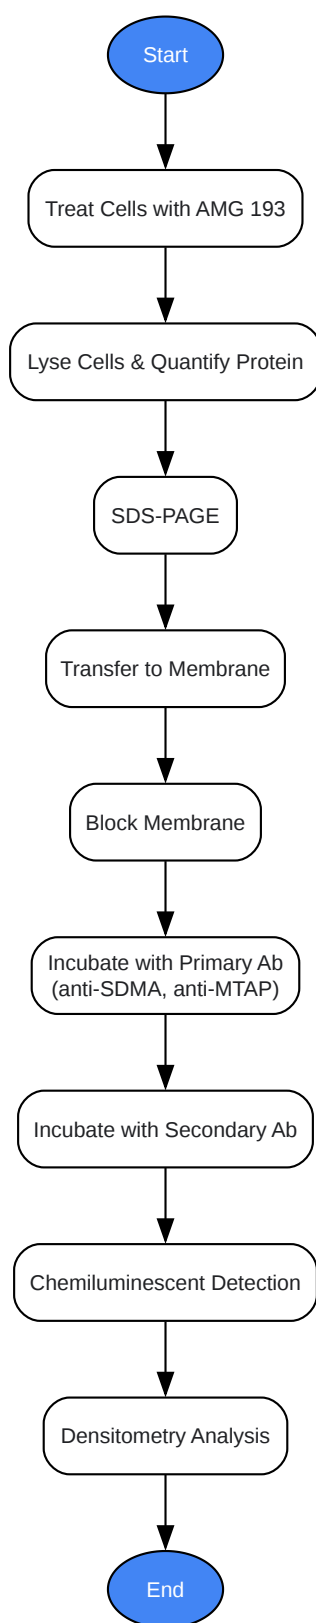 Start
Treat Cells with AMG 193
Lyse Cells & Quantify Protein
SDS-PAGE
Transfer to Membrane
Block Membrane
Incubate with Primary Ab
(anti-SDMA, anti-MTAP)
Incubate with Secondary Ab
Chemiluminescent Detection
Densitometry Analysis
End